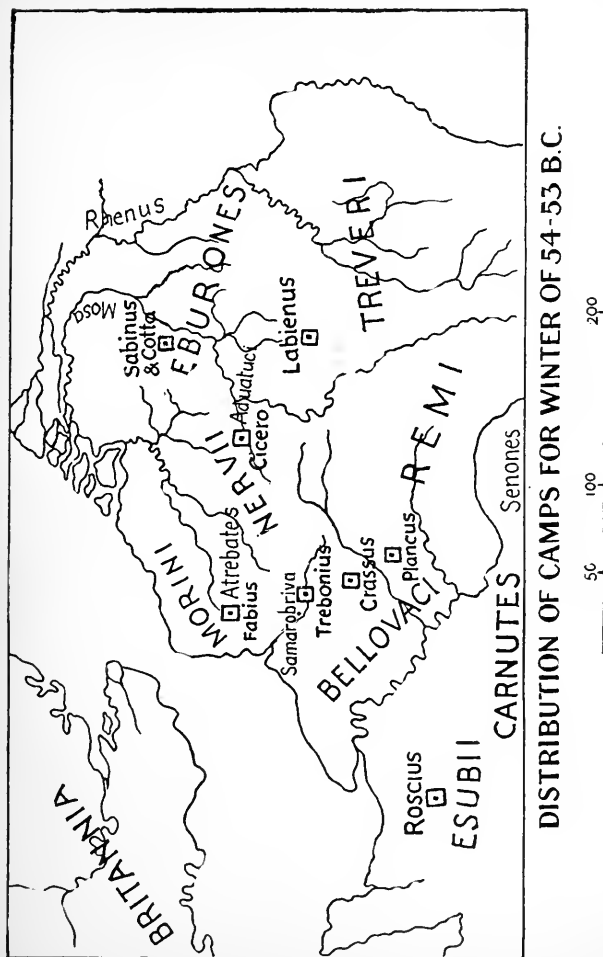 BRITANNIA
Rhenus
Mosa
Sabinus
& Cotta
EBURONES
MORINI
Atrebates
Fabius
NERVII
Aduatuci
Cicero
Labienus
TREVERI
Samarobriva
Trebonius
Crassus
BELLOVACI
Plancus
REMI
Roscius
ESUBII
CARNUTES
Senones
DISTRIBUTION OF CAMPS FOR WINTER OF 54-53 B.C.
50 100 200